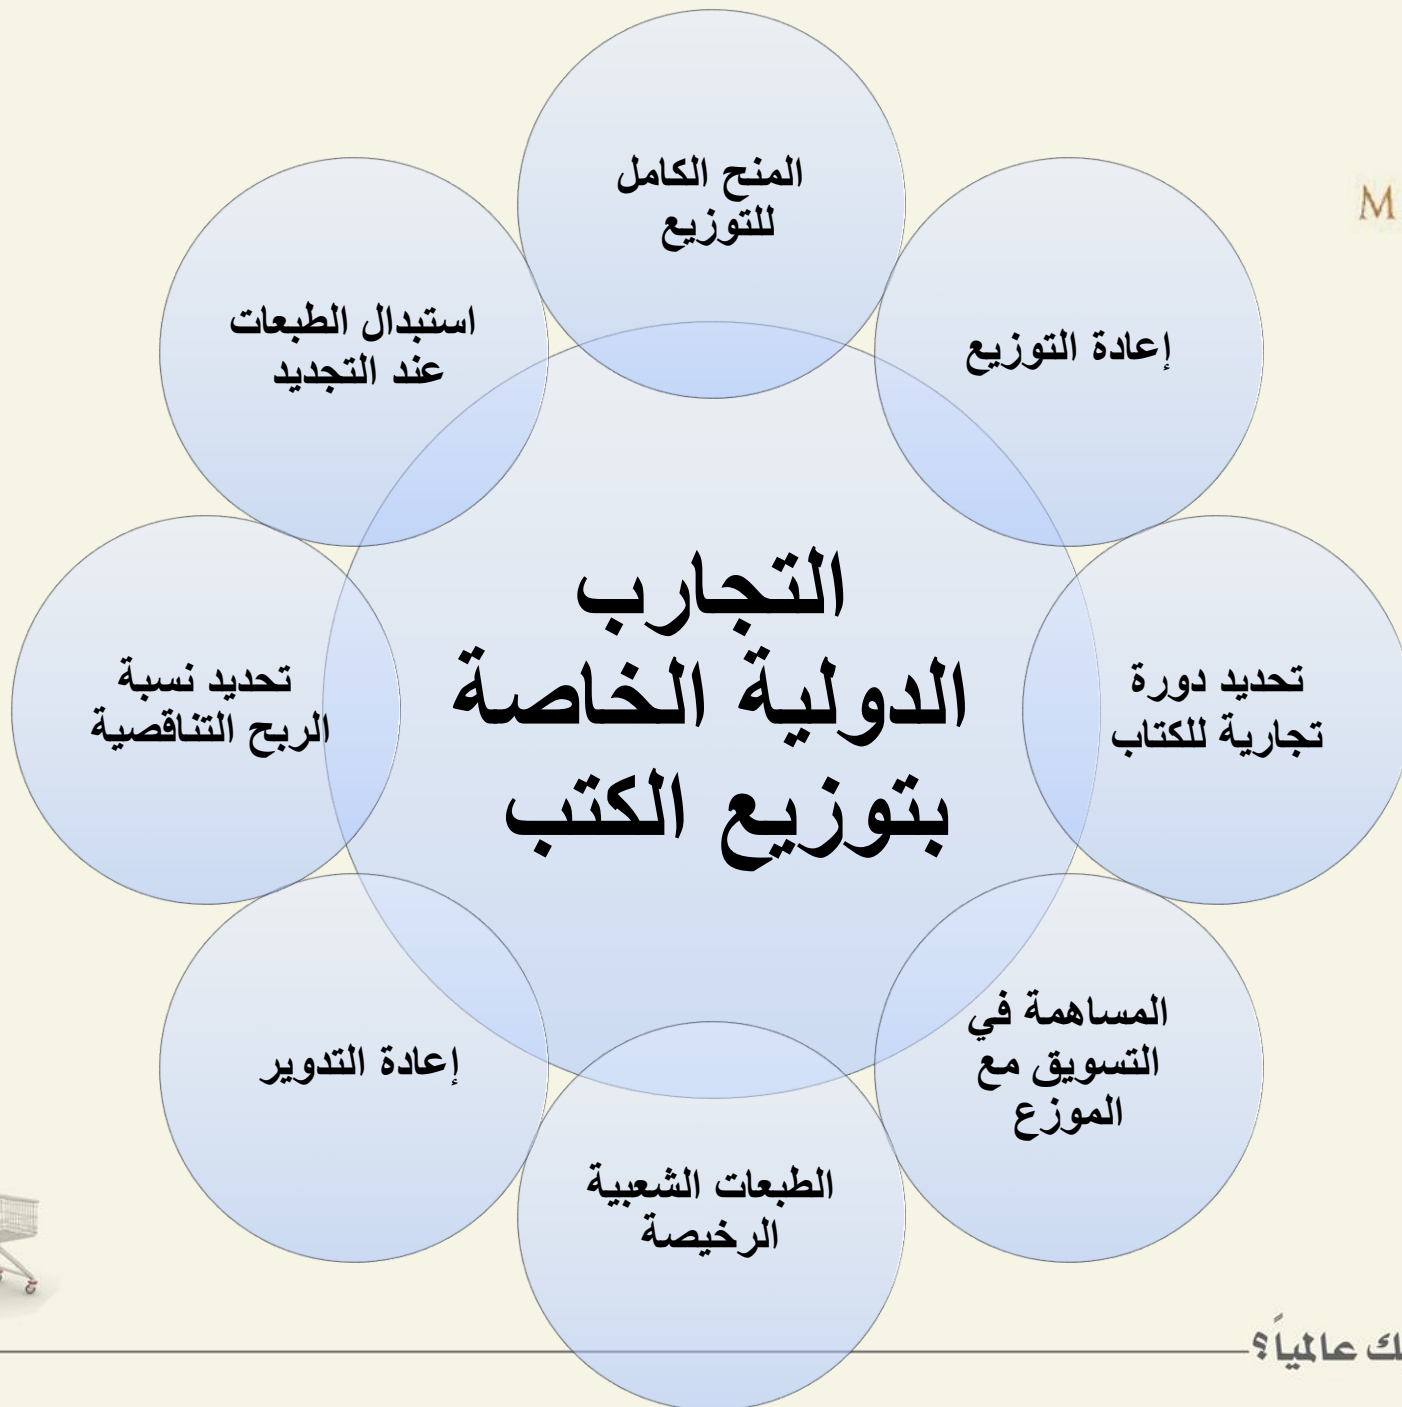 المنح الكامل
للتوزيع
إعادة التوزيع
تحديد دورة
تجارية للكتاب
المساهمة في
التسويق مع
الموزع
الطبعات الشعبية
الرخيصة
إعادة التدوير
تحديد نسبة
الربح التناقصية
استبدال الطبعات
عند التجديد
التجارب
الدولية الخاصة
بتوزيع الكتب
M
ك عالمياً؟